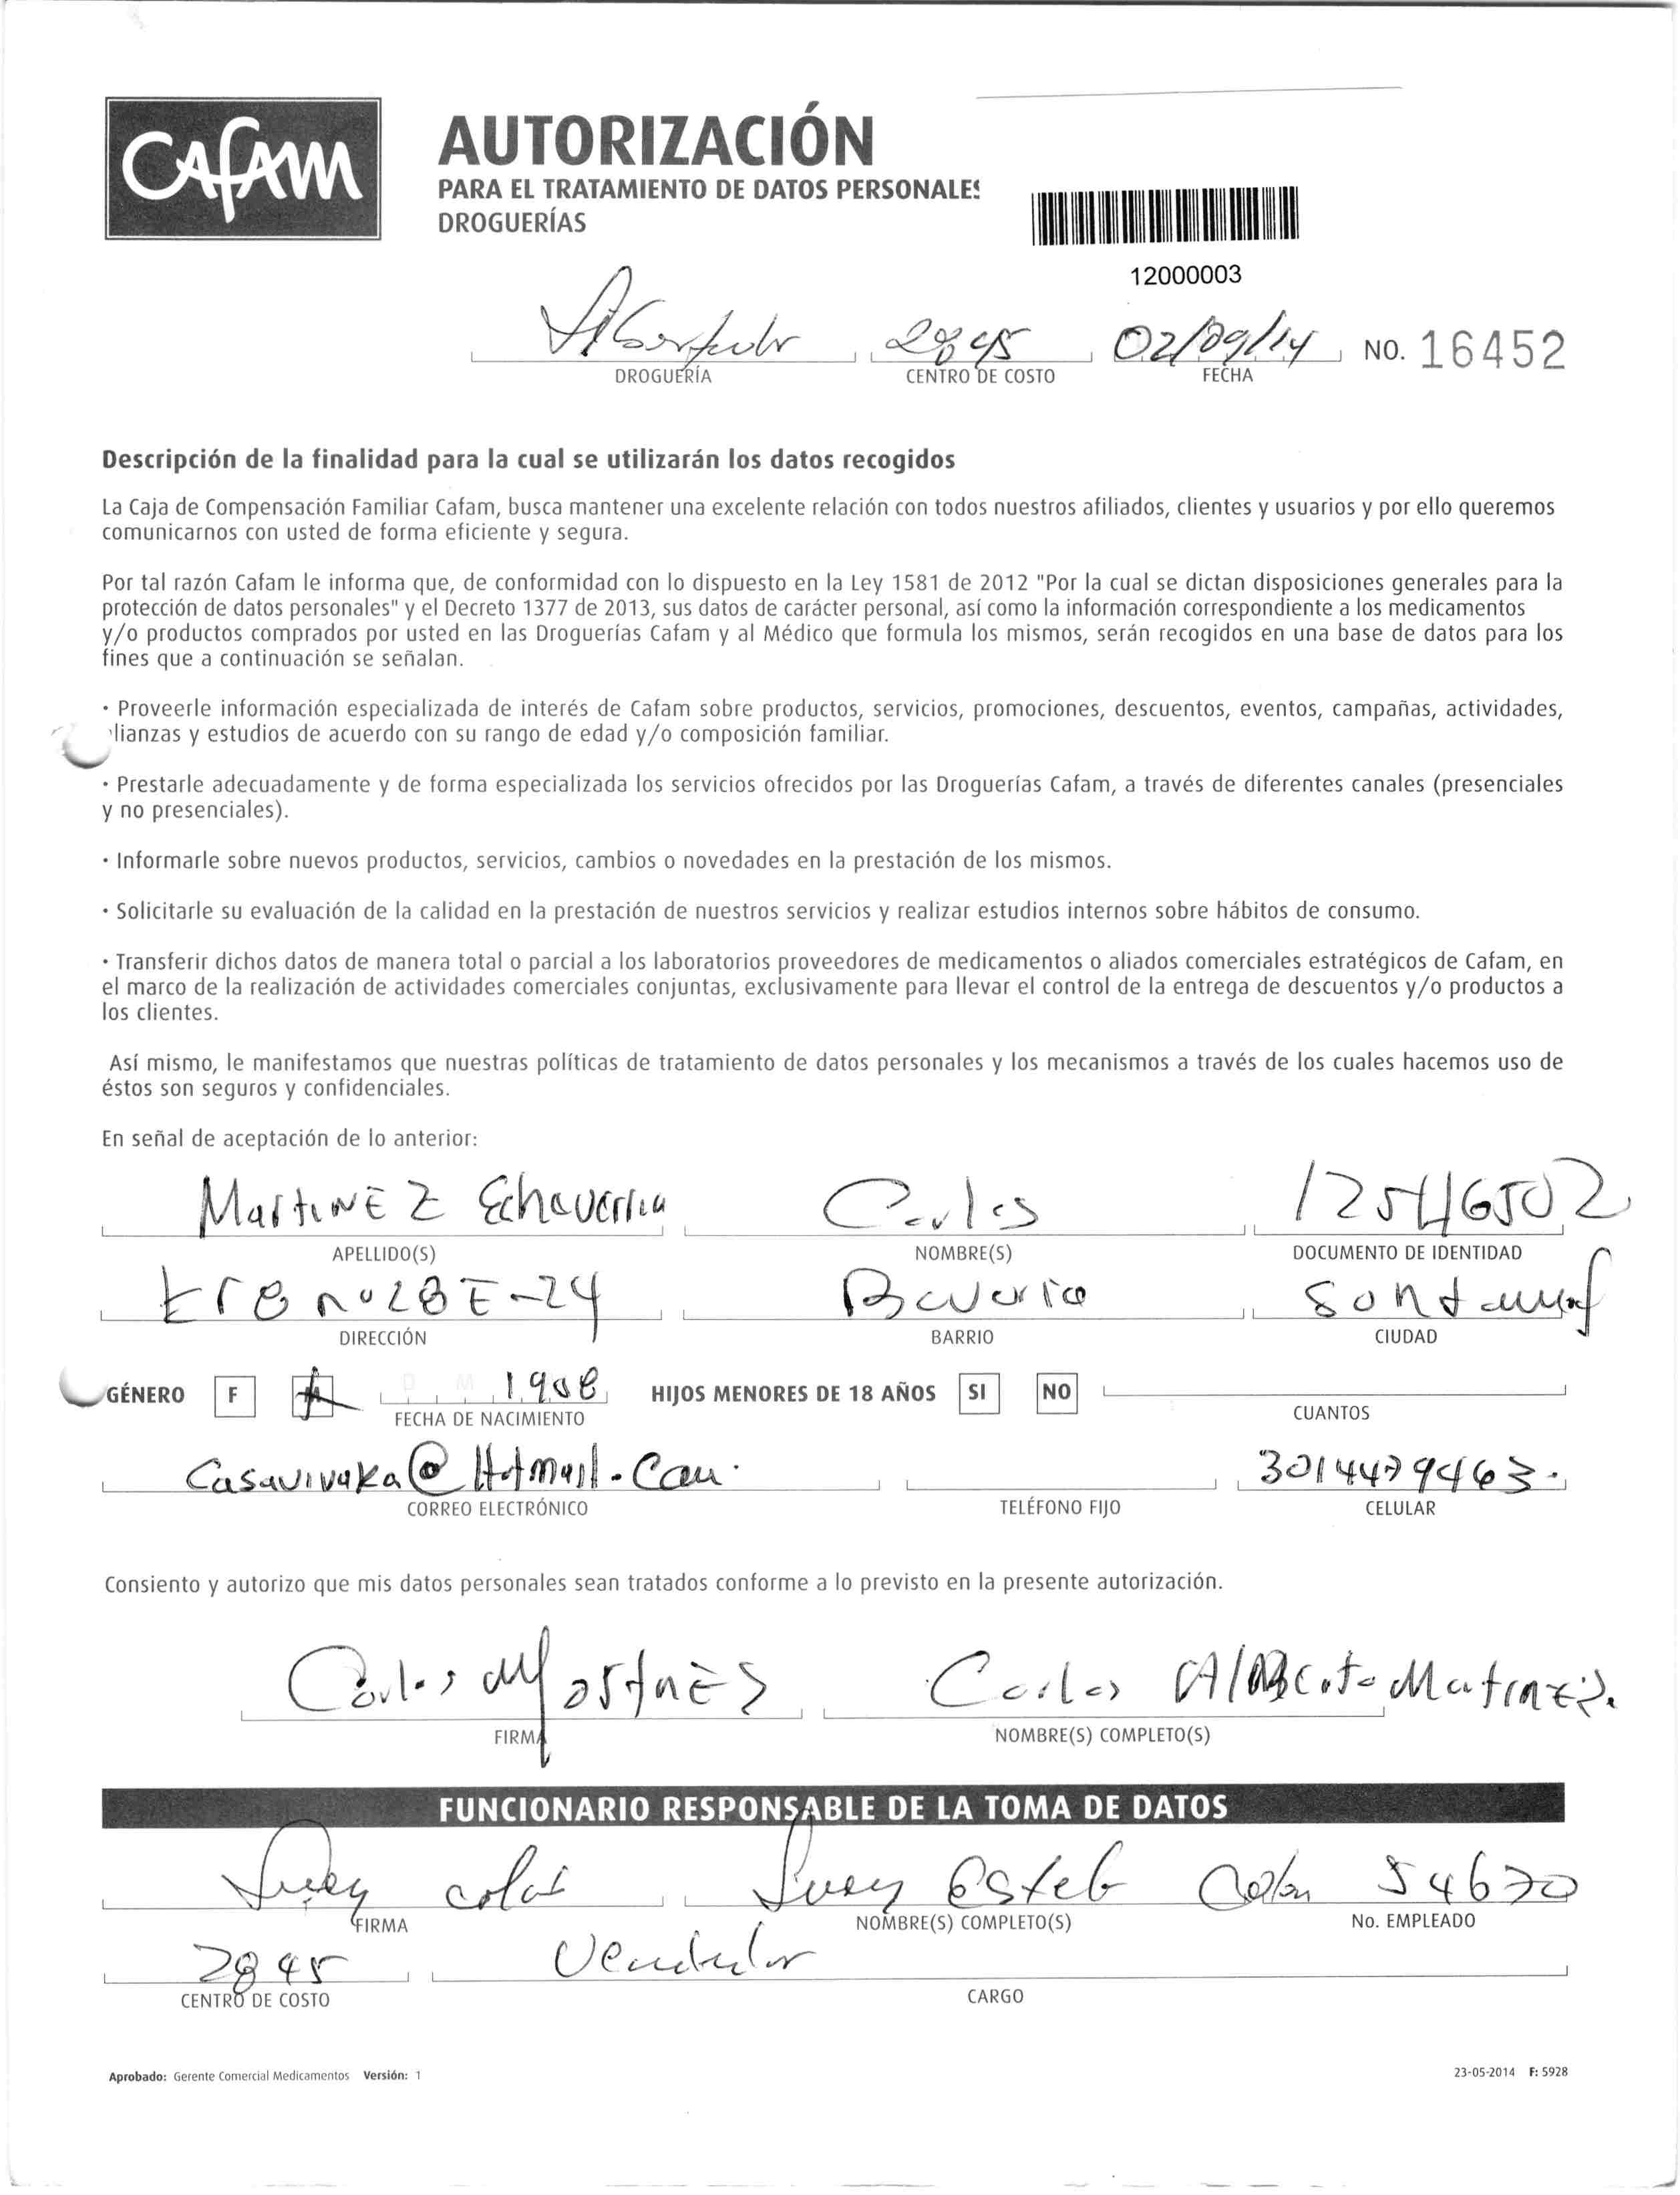 CAFAM
AUTORIZACIÓN
PARA EL TRATAMIENTO DE DATOS PERSONALES
DROGUERÍAS
12000003
2845 02/09/14 NO. 16452
DROGUERÍA CENTRO DE COSTO FECHA
Descripción de la finalidad para la cual se utilizarán los datos recogidos
La Caja de Compensación Familiar Cafam, busca mantener una excelente relación con todos nuestros afiliados, clientes y usuarios y por ello queremos
comunicarnos con usted de forma eficiente y segura.
Por tal razón Cafam le informa que, de conformidad con lo dispuesto en la Ley 1581 de 2012 "Por la cual se dictan disposiciones generales para la
protección de datos personales" y el Decreto 1377 de 2013, sus datos de carácter personal, así como la información correspondiente a los medicamentos
y/o productos comprados por usted en las Droguerías Cafam y al Médico que formula los mismos, serán recogidos en una base de datos para los
fines que a continuación se señalan.
· Proveerle información especializada de interés de Cafam sobre productos, servicios, promociones, descuentos, eventos, campañas, actividades,
lianzas y estudios de acuerdo con su rango de edad y/o composición familiar.
· Prestarle adecuadamente y de forma especializada los servicios ofrecidos por las Droguerías Cafam, a través de diferentes canales (presenciales
y no presenciales).
· Informarle sobre nuevos productos, servicios, cambios o novedades en la prestación de los mismos.
· Solicitarle su evaluación de la calidad en la prestación de nuestros servicios y realizar estudios internos sobre hábitos de consumo.
· Transferir dichos datos de manera total o parcial a los laboratorios proveedores de medicamentos o aliados comerciales estratégicos de Cafam, en
el marco de la realización de actividades comerciales conjuntas, exclusivamente para llevar el control de la entrega de descuentos y/o productos a
los clientes.
Así mismo, le manifestamos que nuestras políticas de tratamiento de datos personales y los mecanismos a través de los cuales hacemos uso de
éstos son seguros y confidenciales.
En señal de aceptación de lo anterior:
MartiNEZ Echaverria Carlos 12546502
APELLIDO(S) NOMBRE(S) DOCUMENTO DE IDENTIDAD
Bavaria
DIRECCIÓN BARRIO CIUDAD
GÉNERO F M HIJOS MENORES DE 18 AÑOS SI NO
FECHA DE NACIMIENTO CUANTOS
Casavivaka@Hotmail.Com. 3014479463.
CORREO ELECTRÓNICO TELÉFONO FIJO CELULAR
Consiento y autorizo que mis datos personales sean tratados conforme a lo previsto en la presente autorización.
Carlos Martinez Carlos Alberto Martinez.
FIRMA NOMBRE(S) COMPLETO(S)
FUNCIONARIO RESPONSABLE DE LA TOMA DE DATOS
Colon 54670
FIRMA NOMBRE(S) COMPLETO(S) No. EMPLEADO
2845 Vendedor
CENTRO DE COSTO CARGO
Aprobado: Gerente Comercial Medicamentos Versión: 1 23-05-2014 F: 5928